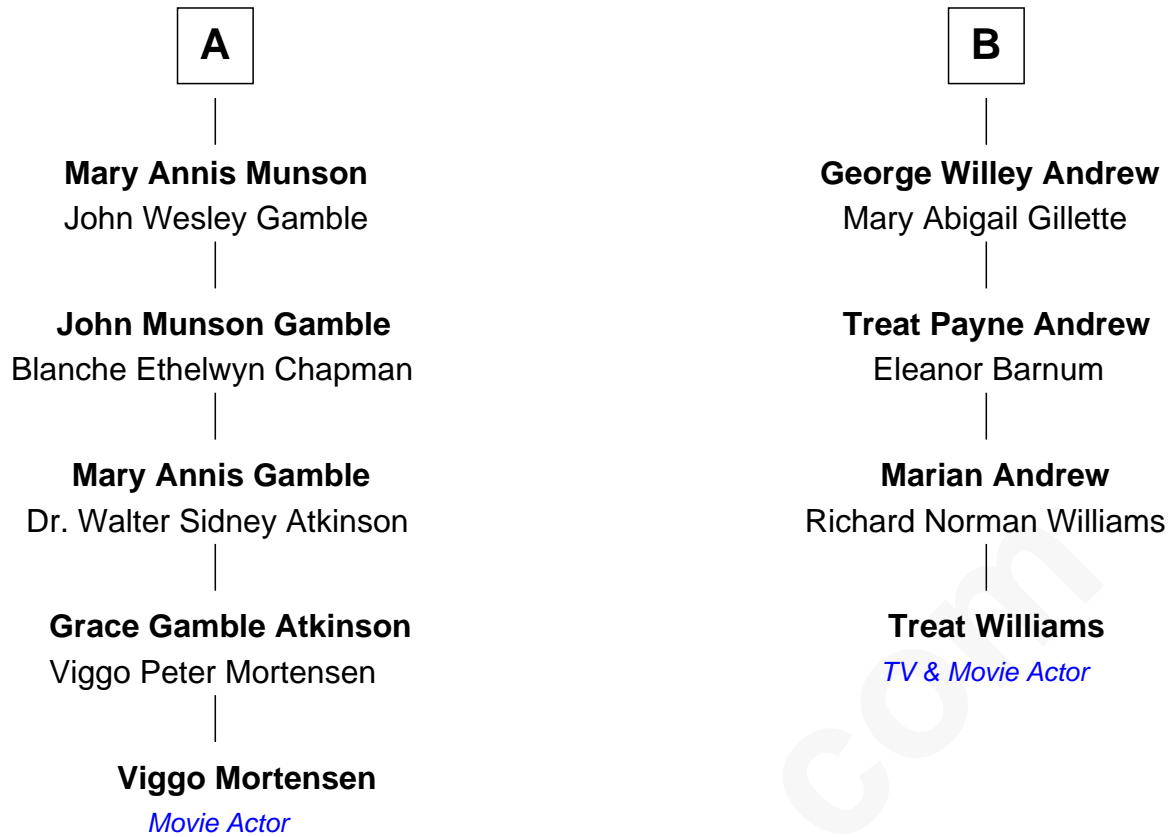 A
Mary Annis Munson
John Wesley Gamble
John Munson Gamble
Blanche Ethelwyn Chapman
Mary Annis Gamble
Dr. Walter Sidney Atkinson
Grace Gamble Atkinson
Viggo Peter Mortensen
Viggo Mortensen
Movie Actor
B
George Willey Andrew
Mary Abigail Gillette
Treat Payne Andrew
Eleanor Barnum
Marian Andrew
Richard Norman Williams
Treat Williams
TV & Movie Actor
com